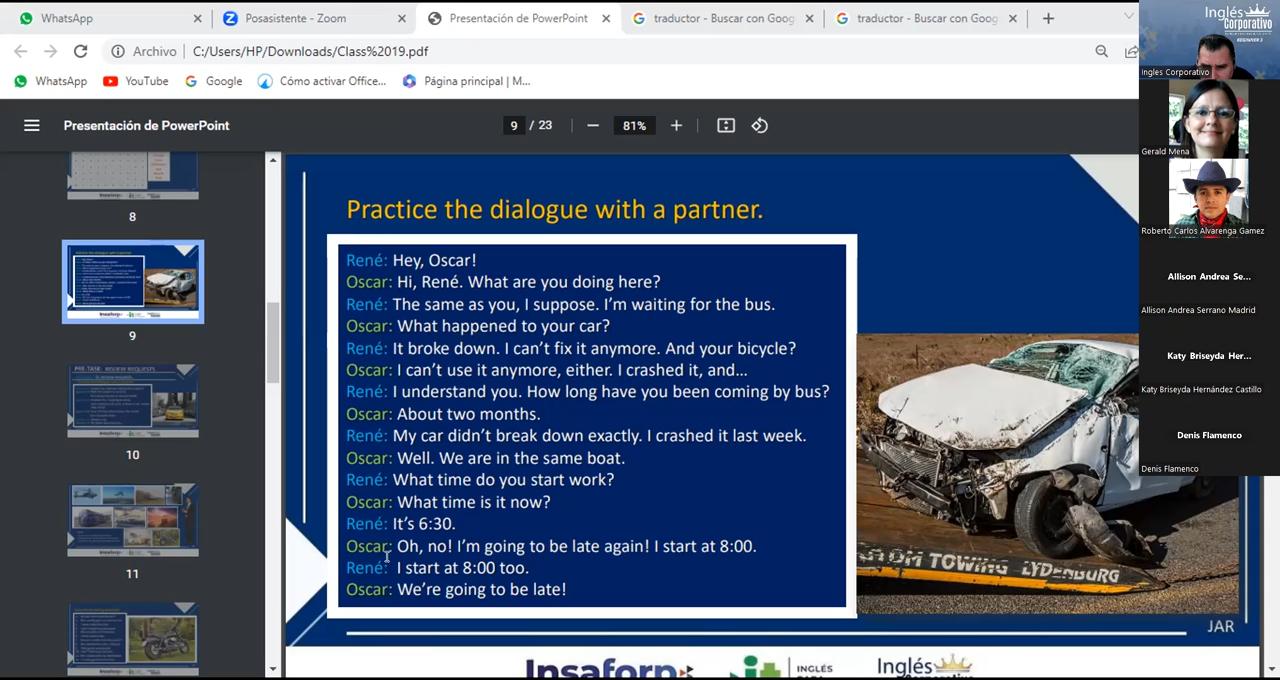 WhatsApp
Posasistente - Zoom
Presentación de PowerPoint
traductor - Buscar con Goog
traductor - Buscar con Goog
Archivo
C:/Users/HP/Downloads/Class%2019.pdf
WhatsApp
YouTube
Google
Cómo activar Office...
Página principal | M...
Presentación de PowerPoint
9 / 23
81%
8
9
10
11
Practice the dialogue with a partner.
René: Hey, Oscar!
Oscar: Hi, René. What are you doing here?
René: The same as you, I suppose. I'm waiting for the bus.
Oscar: What happened to your car?
René: It broke down. I can't fix it anymore. And your bicycle?
Oscar: I can't use it anymore, either. I crashed it, and...
René: I understand you. How long have you been coming by bus?
Oscar: About two months.
René: My car didn't break down exactly. I crashed it last week.
Oscar: Well. We are in the same boat.
René: What time do you start work?
Oscar: What time is it now?
René: It's 6:30.
Oscar: Oh, no! I'm going to be late again! I start at 8:00.
René: I start at 8:00 too.
Oscar: We're going to be late!
TOWING LYDENBURG
JAR
Insaforp
INGLÉS
Inglés
Inglés
Corporativo
BEGINNER 3
Ingles Corporativo
Gerald Mena
Roberto Carlos Alvarenga Gamez
Allison Andrea Se...
Allison Andrea Serrano Madrid
Katy Briseyda Her...
Katy Briseyda Hernández Castillo
Denis Flamenco
Denis Flamenco